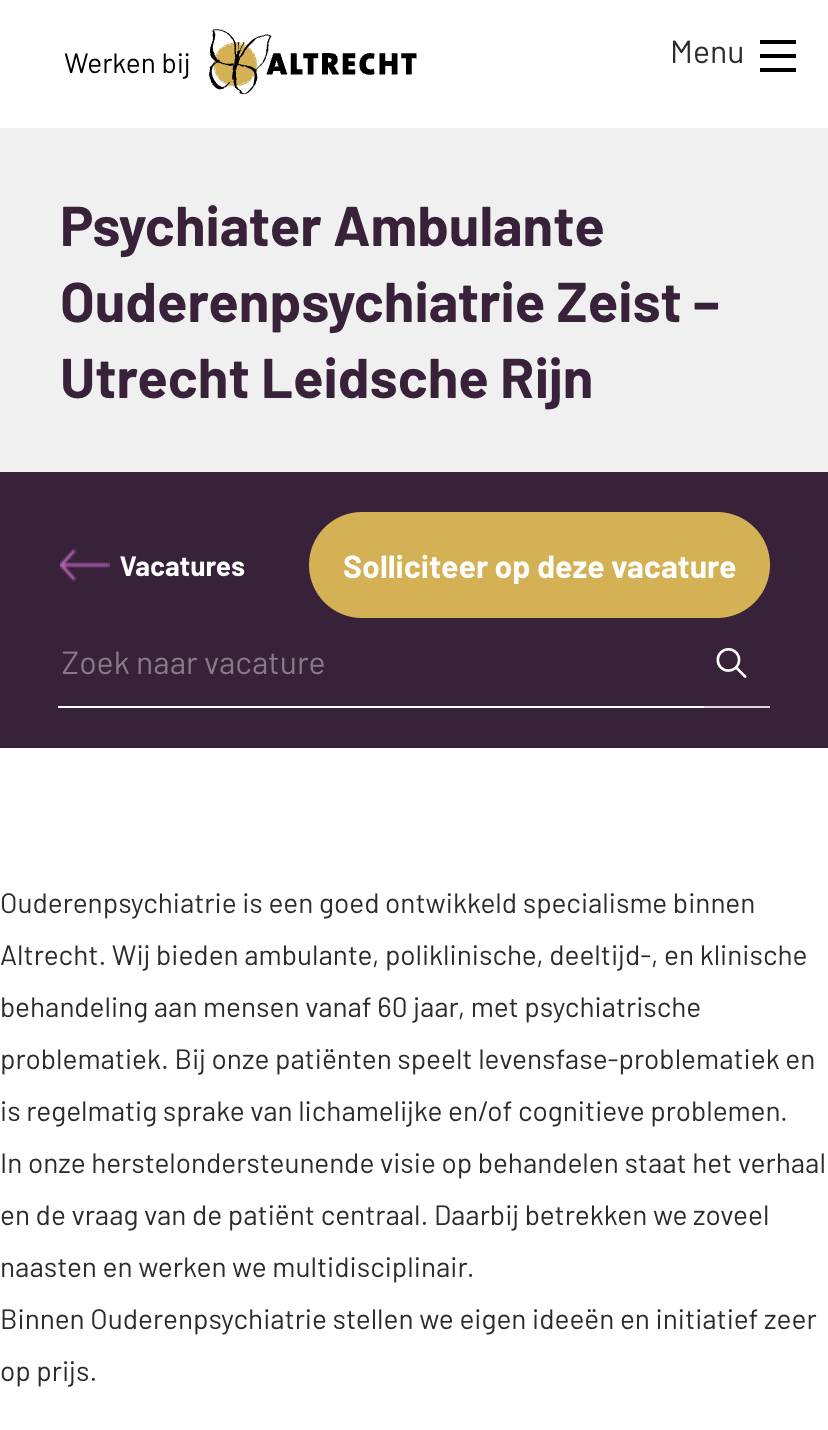 Werken bij ALTRECHT
Menu
Psychiater Ambulante
Ouderenpsychiatrie Zeist –
Utrecht Leidsche Rijn
Vacatures
Solliciteer op deze vacature
Zoek naar vacature
Ouderenpsychiatrie is een goed ontwikkeld specialisme binnen
Altrecht. Wij bieden ambulante, poliklinische, deeltijd-, en klinische
behandeling aan mensen vanaf 60 jaar, met psychiatrische
problematiek. Bij onze patiënten speelt levensfase-problematiek en
is regelmatig sprake van lichamelijke en/of cognitieve problemen.
In onze herstelondersteunende visie op behandelen staat het verhaal
en de vraag van de patiënt centraal. Daarbij betrekken we zoveel
naasten en werken we multidisciplinair.
Binnen Ouderenpsychiatrie stellen we eigen ideeën en initiatief zeer
op prijs.